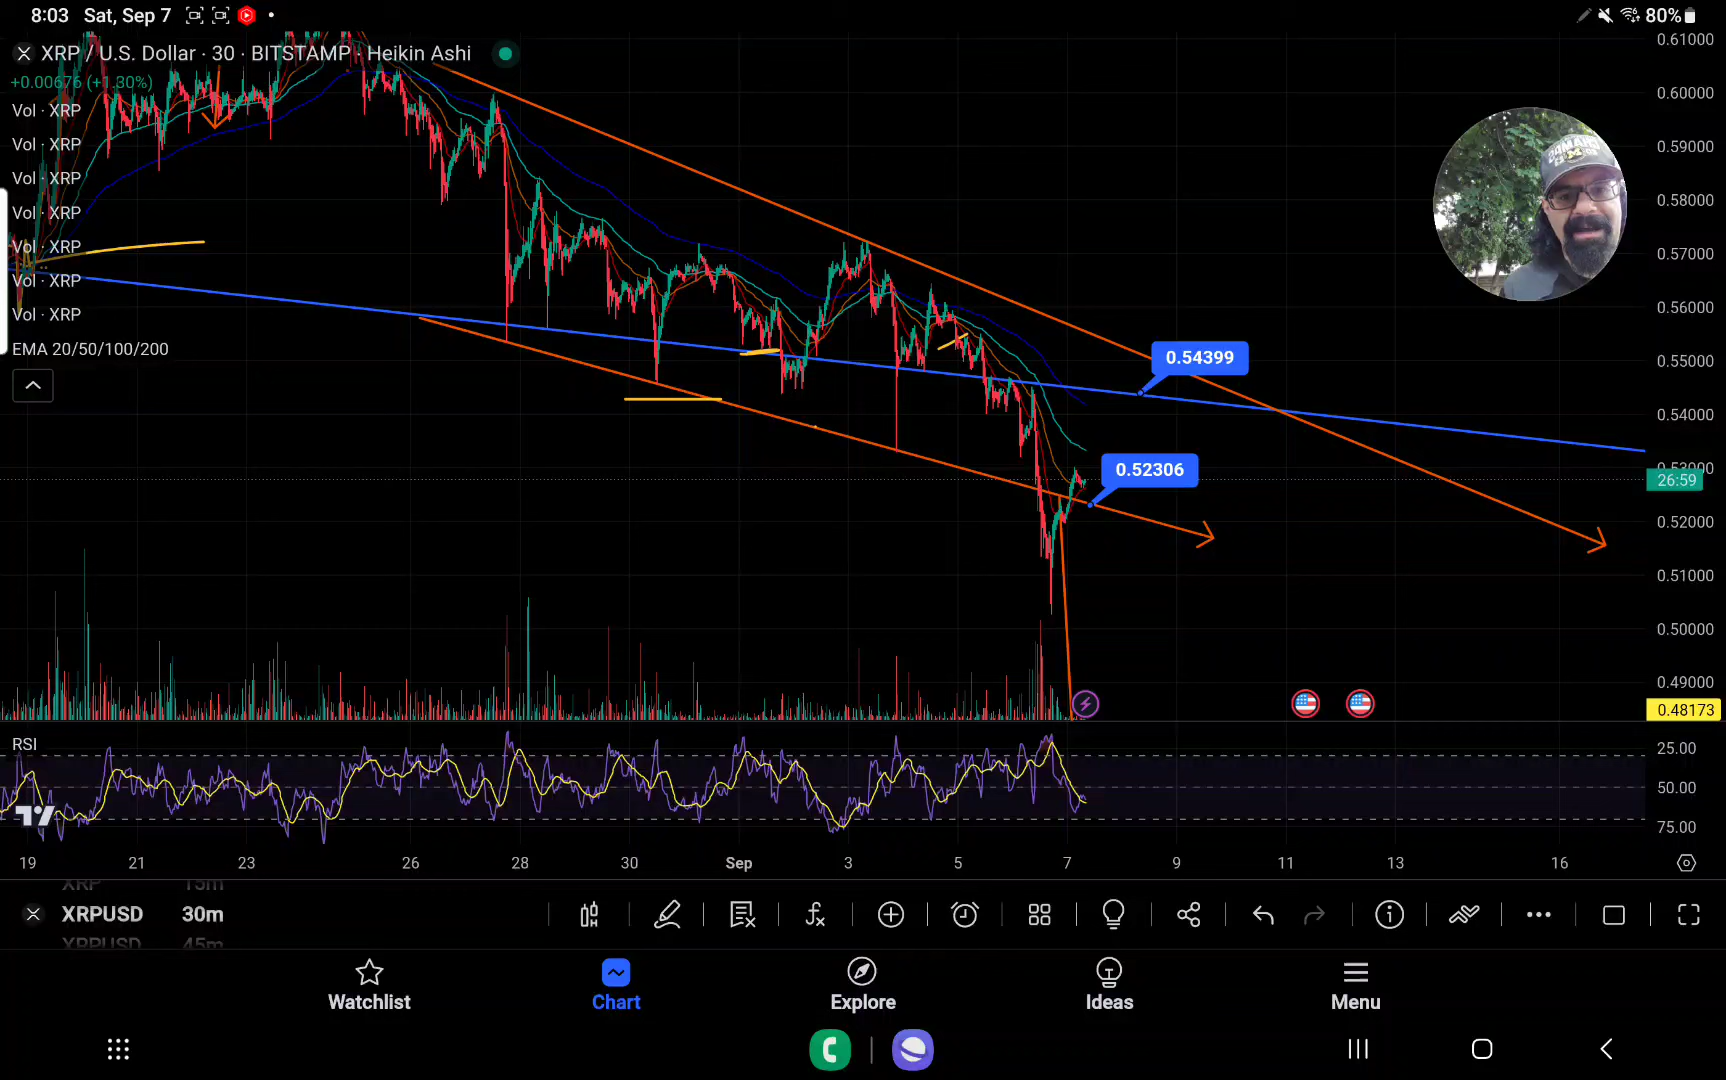 8:03 Sat, Sep 7 80%
XRP / U.S. Dollar · 30 · BITSTAMP · Heikin Ashi
+0.00676 (+1.30%)
Vol · XRP
Vol · XRP
Vol · XRP
Vol · XRP
Vol · XRP
Vol · XRP
Vol · XRP
EMA 20/50/100/200
0.61000
0.60000
0.59000
0.58000
0.57000
0.56000
0.55000
0.54000
0.53000
26:59
0.52000
0.51000
0.50000
0.49000
0.48173
0.54399
0.52306
RSI
25.00
50.00
75.00
19 21 23 26 28 30 Sep 3 5 7 9 11 13 16
XRP 15m
XRPUSD 30m
XRPUSD 45m
Watchlist Chart Explore Ideas Menu